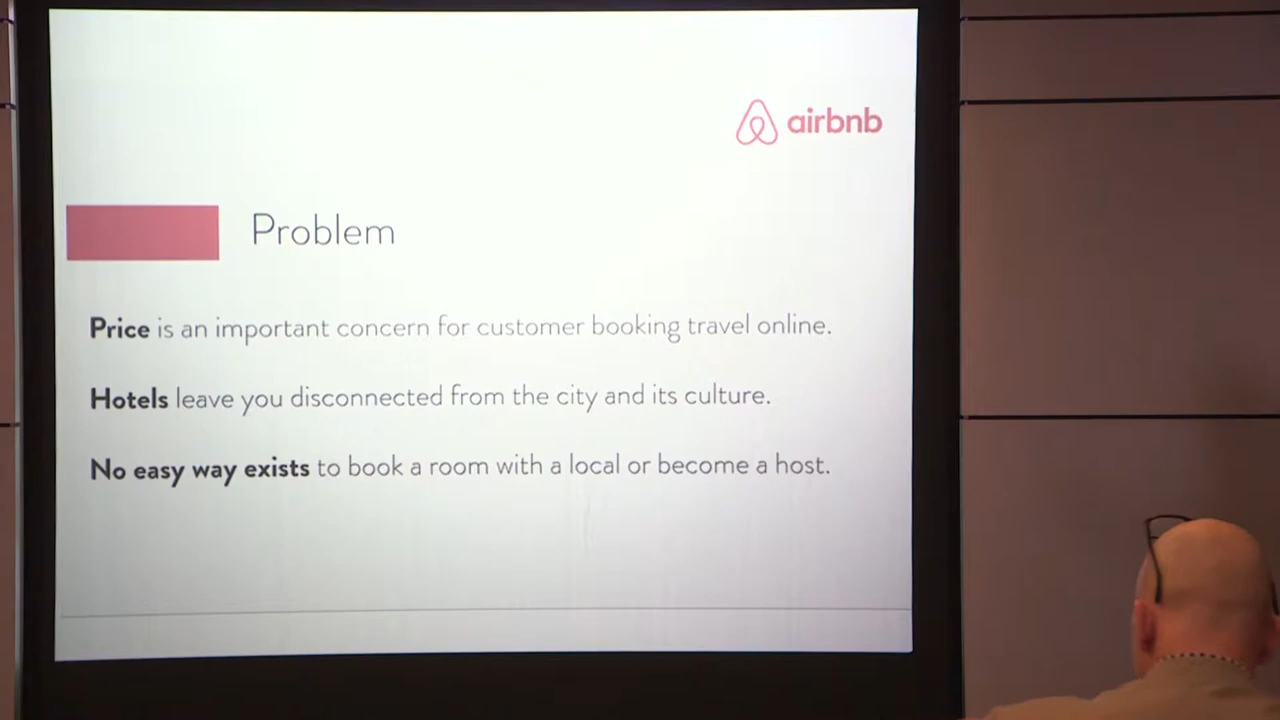 airbnb
Problem
Price is an important concern for customer booking travel online.
Hotels leave you disconnected from the city and its culture.
No easy way exists to book a room with a local or become a host.